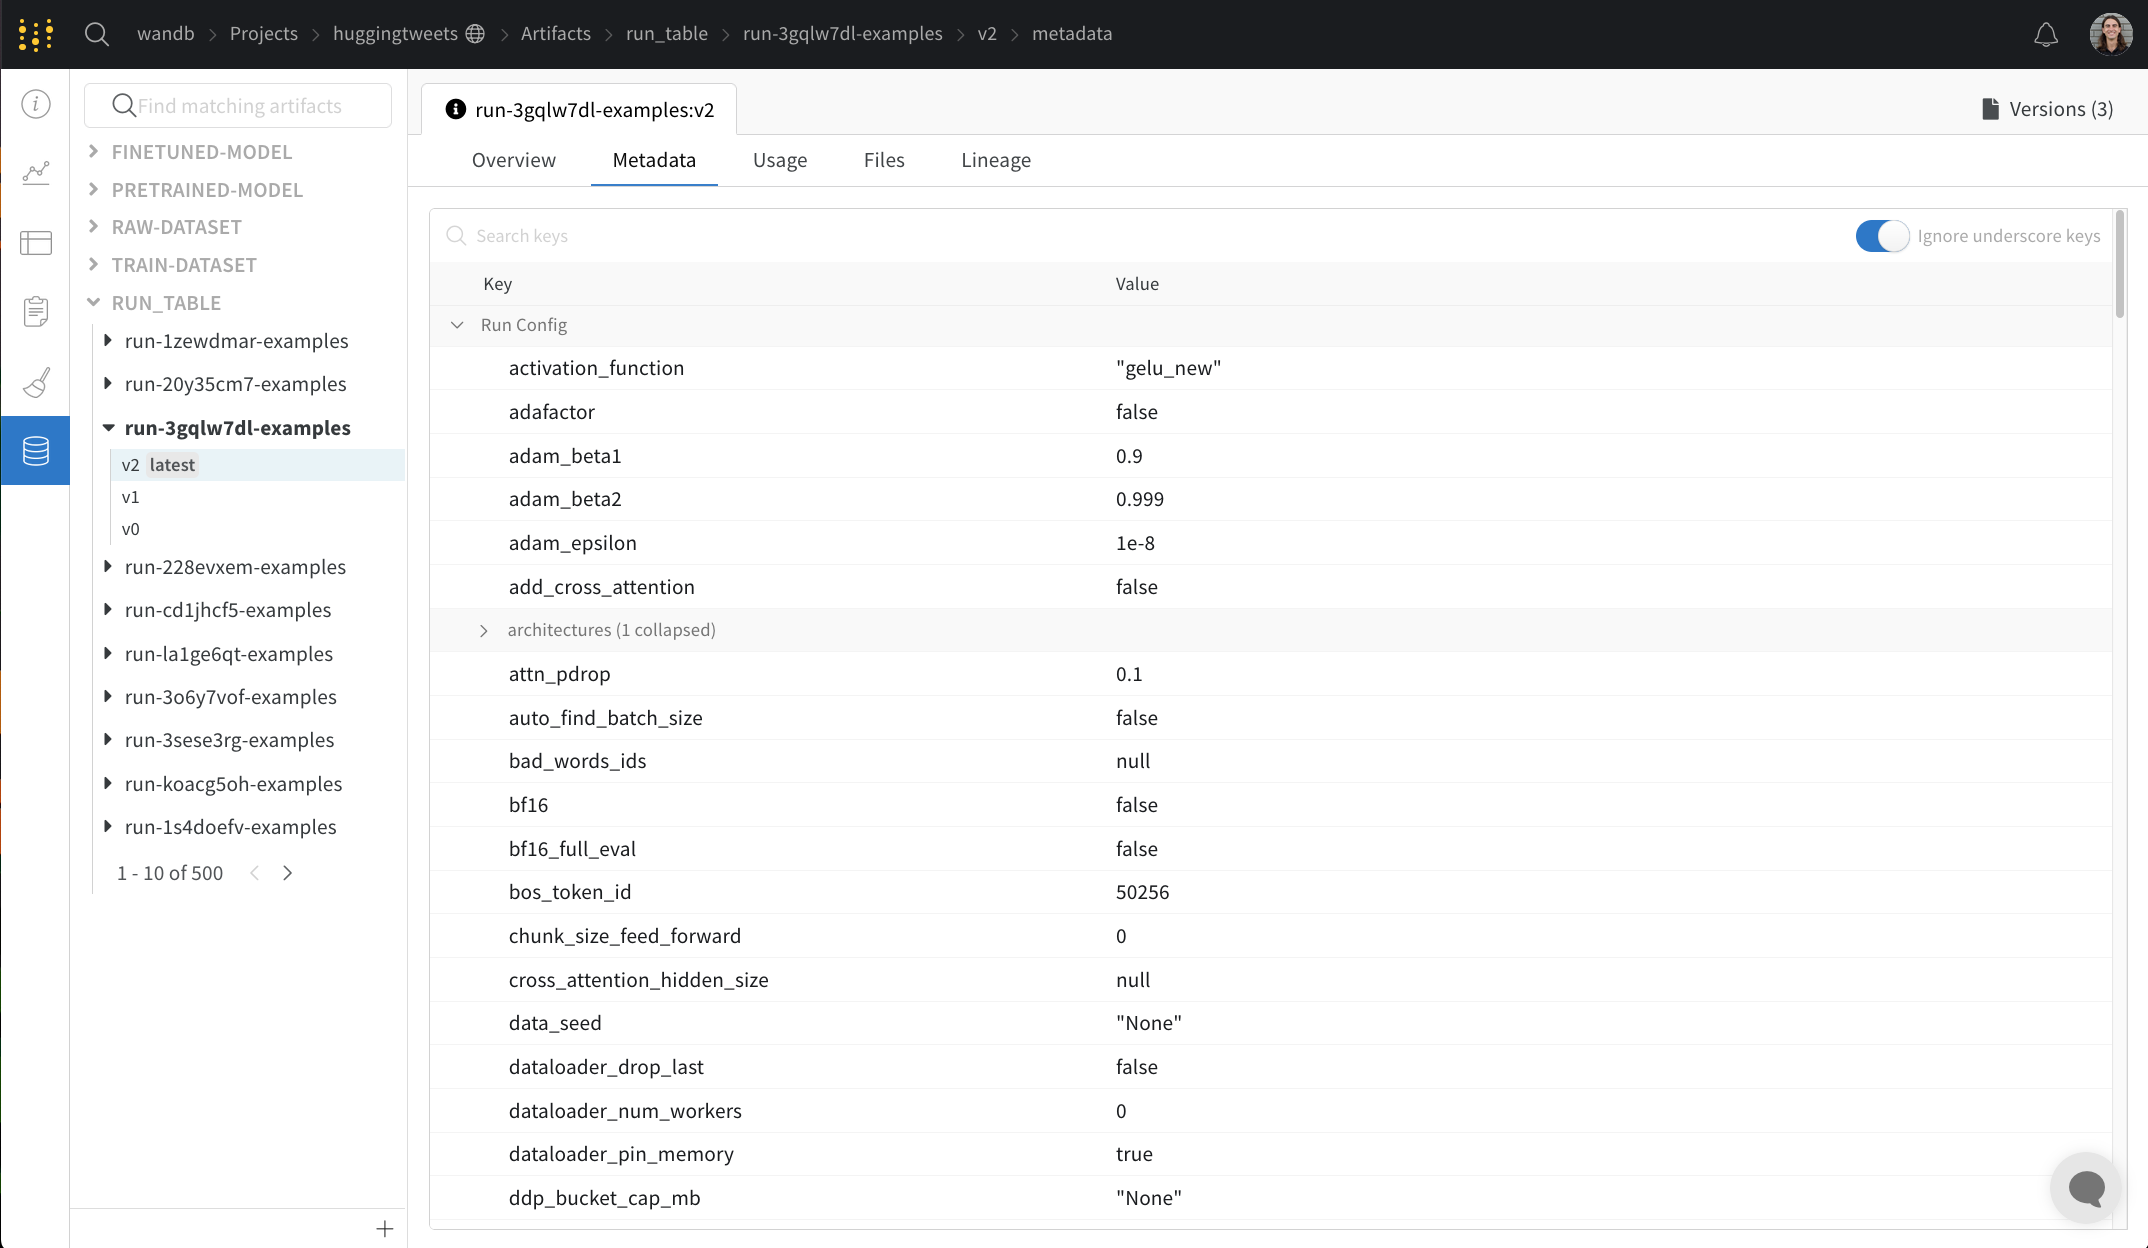 wandb > Projects > huggingtweets > Artifacts > run_table > run-3gqlw7dl-examples > v2 > metadata
Find matching artifacts
FINETUNED-MODEL
PRETRAINED-MODEL
RAW-DATASET
TRAIN-DATASET
RUN_TABLE
run-1zewdmar-examples
run-20y35cm7-examples
run-3gqlw7dl-examples
v2 latest
v1
v0
run-228evxem-examples
run-cd1jhcf5-examples
run-la1ge6qt-examples
run-3o6y7vof-examples
run-3sese3rg-examples
run-koacg5oh-examples
run-1s4doefv-examples
1 - 10 of 500
run-3gqlw7dl-examples:v2
Versions (3)
Overview Metadata Usage Files Lineage
Search keys
Ignore underscore keys
Key Value
Run Config
activation_function "gelu_new"
adafactor false
adam_beta1 0.9
adam_beta2 0.999
adam_epsilon 1e-8
add_cross_attention false
architectures (1 collapsed)
attn_pdrop 0.1
auto_find_batch_size false
bad_words_ids null
bf16 false
bf16_full_eval false
bos_token_id 50256
chunk_size_feed_forward 0
cross_attention_hidden_size null
data_seed "None"
dataloader_drop_last false
dataloader_num_workers 0
dataloader_pin_memory true
ddp_bucket_cap_mb "None"